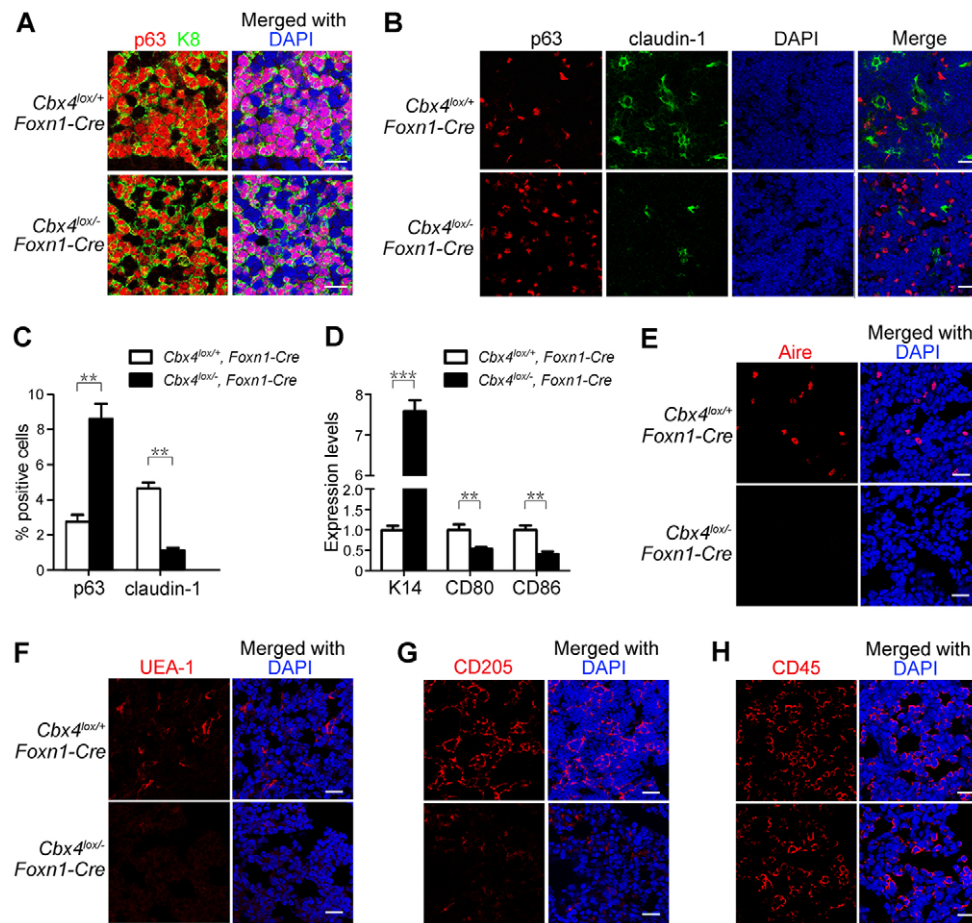 A
p63 K8
Merged with
DAPI
Cbx4lox/+
Foxn1-Cre
Cbx4lox/-
Foxn1-Cre
B
p63 claudin-1 DAPI Merge
Cbx4lox/+
Foxn1-Cre
Cbx4lox/-
Foxn1-Cre
C
Cbx4lox/+, Foxn1-Cre
Cbx4lox/-, Foxn1-Cre
% positive cells
10
8
6
4
2
0
**
**
p63 claudin-1
D
Cbx4lox/+, Foxn1-Cre
Cbx4lox/-, Foxn1-Cre
Expression levels
8
7
6
2.0
1.5
1.0
0.5
0
***
**
**
K14 CD80 CD86
E
Aire
Merged with
DAPI
Cbx4lox/+
Foxn1-Cre
Cbx4lox/-
Foxn1-Cre
F
UEA-1
Merged with
DAPI
Cbx4lox/+
Foxn1-Cre
Cbx4lox/-
Foxn1-Cre
G
CD205
Merged with
DAPI
H
CD45
Merged with
DAPI